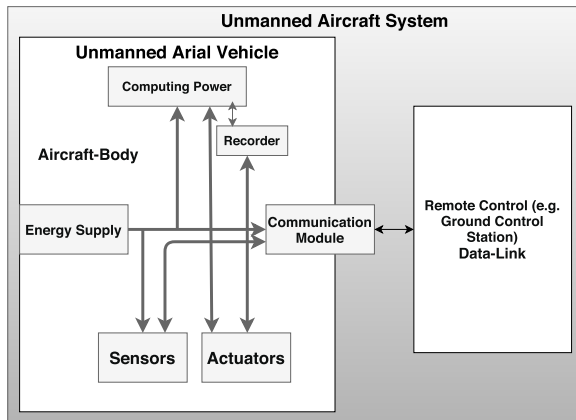 Unmanned Aircraft System
Unmanned Arial Vehicle
Computing Power
Recorder
Aircraft-Body
Energy Supply
Communication
Module
Remote Control (e.g.
Ground Control
Station)
Data-Link
Sensors
Actuators